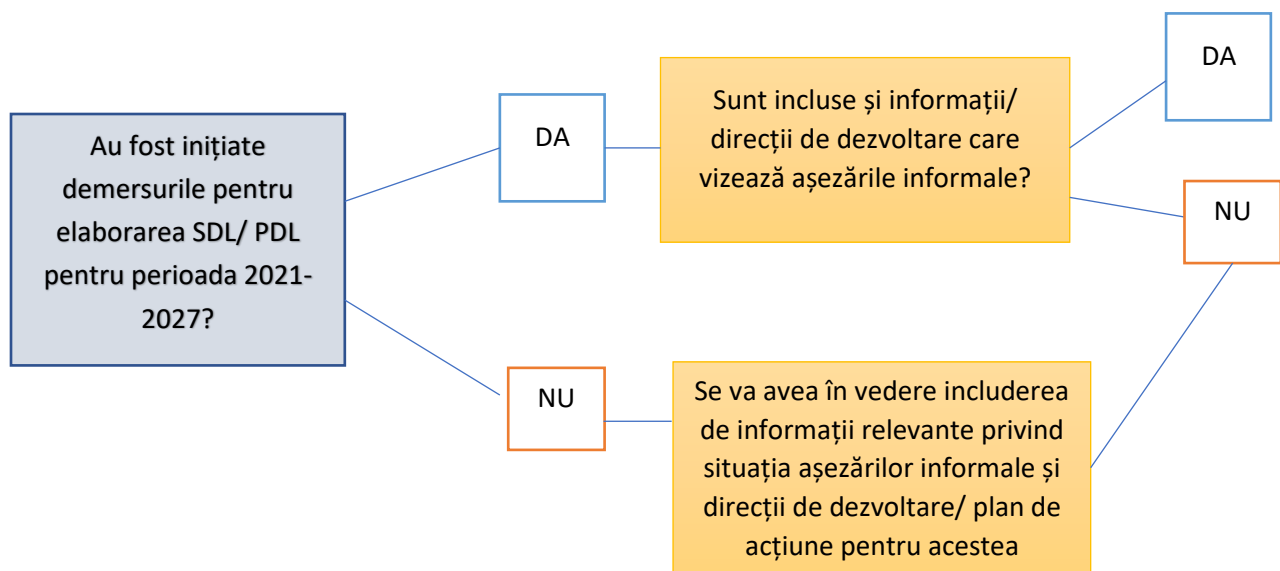 Au fost inițiate
demersurile pentru
elaborarea SDL/ PDL
pentru perioada 2021-
2027?
DA
Sunt incluse și informații/
direcții de dezvoltare care
vizează așezările informale?
DA
NU
NU
Se va avea în vedere includerea
de informații relevante privind
situația așezărilor informale și
direcții de dezvoltare/ plan de
acțiune pentru acestea